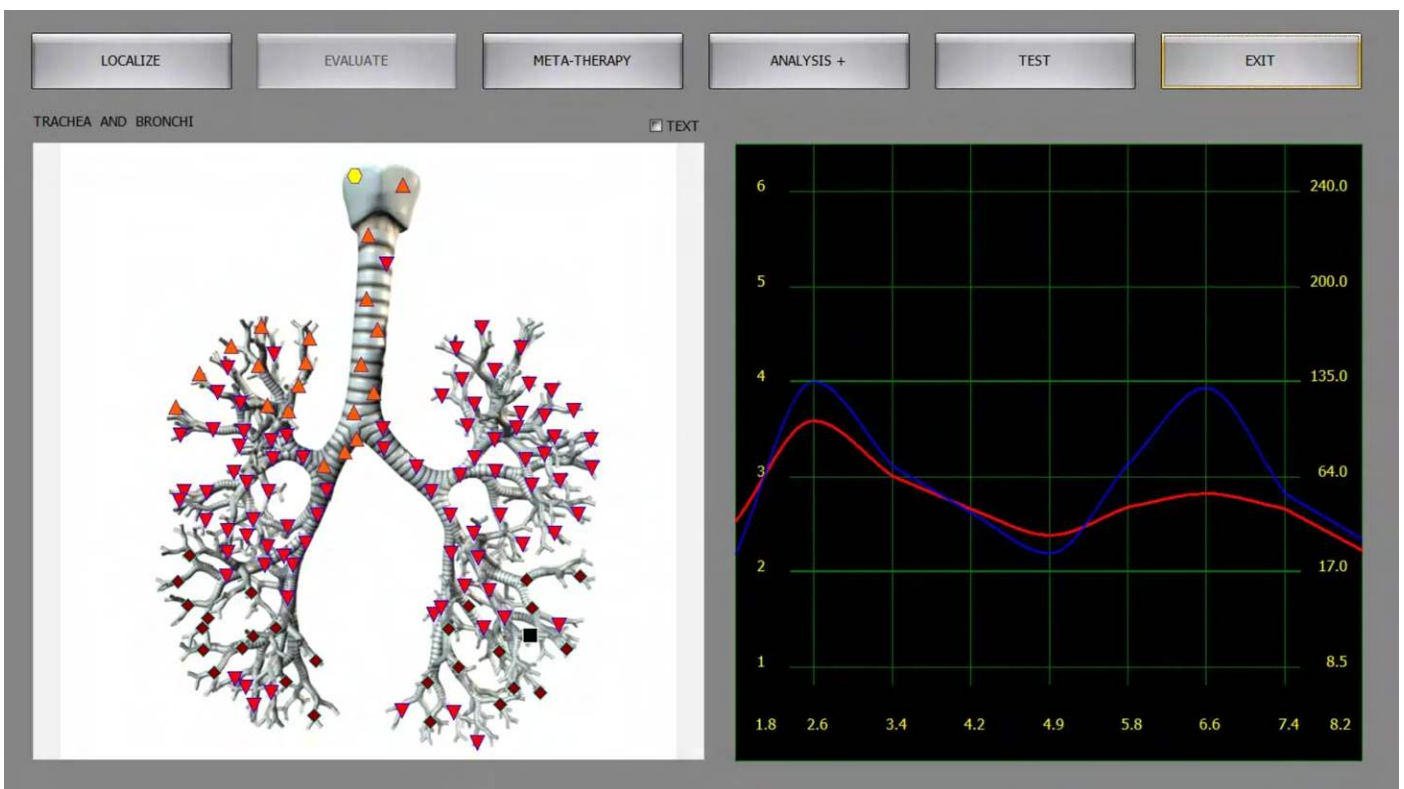 LOCALIZE EVALUATE META-THERAPY ANALYSIS + TEST EXIT
TRACHEA AND BRONCHI
TEXT
6 240.0
5 200.0
4 135.0
3 64.0
2 17.0
1 8.5
1.8 2.6 3.4 4.2 4.9 5.8 6.6 7.4 8.2